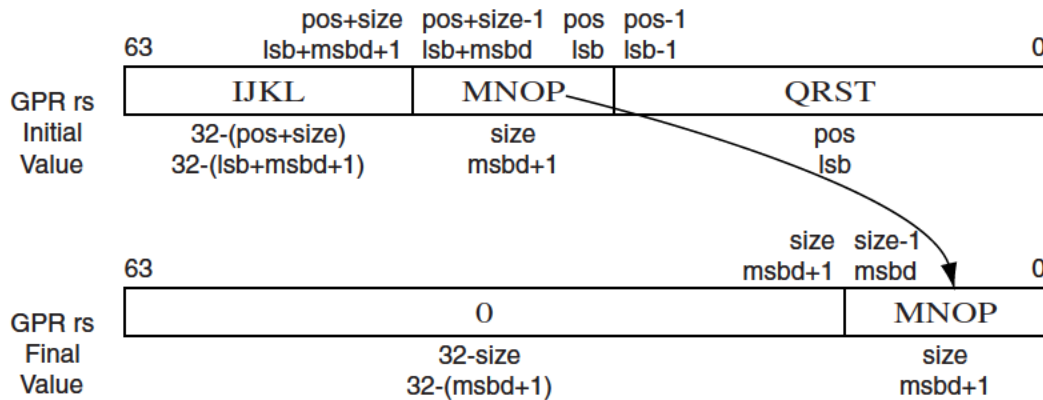 pos+size pos+size-1 pos pos-1
63 lsb+msbd+1 lsb+msbd lsb lsb-1 0
GPR rs IJKL MNOP QRST
Initial 32-(pos+size) size pos
Value 32-(lsb+msbd+1) msbd+1 lsb
size size-1
63 msbd+1 msbd 0
GPR rs 0 MNOP
Final 32-size size
Value 32-(msbd+1) msbd+1